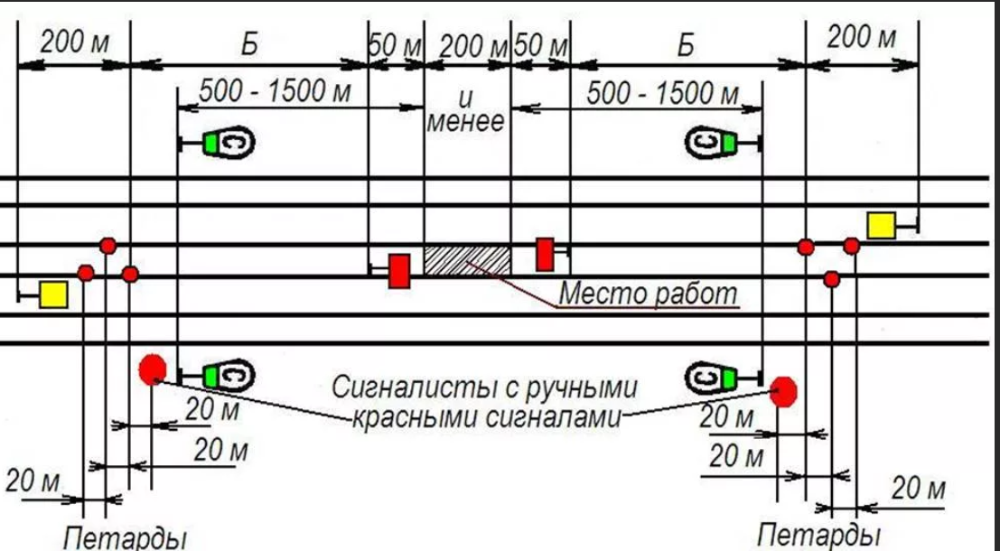 200 м Б 50 м 200 м 50 м Б 200 м
500 - 1500 м и 500 - 1500 м
менее
С С
Место работ
С С
Сигналисты с ручными
красными сигналами
20 м 20 м
20 м 20 м
20 м 20 м
Петарды Петарды